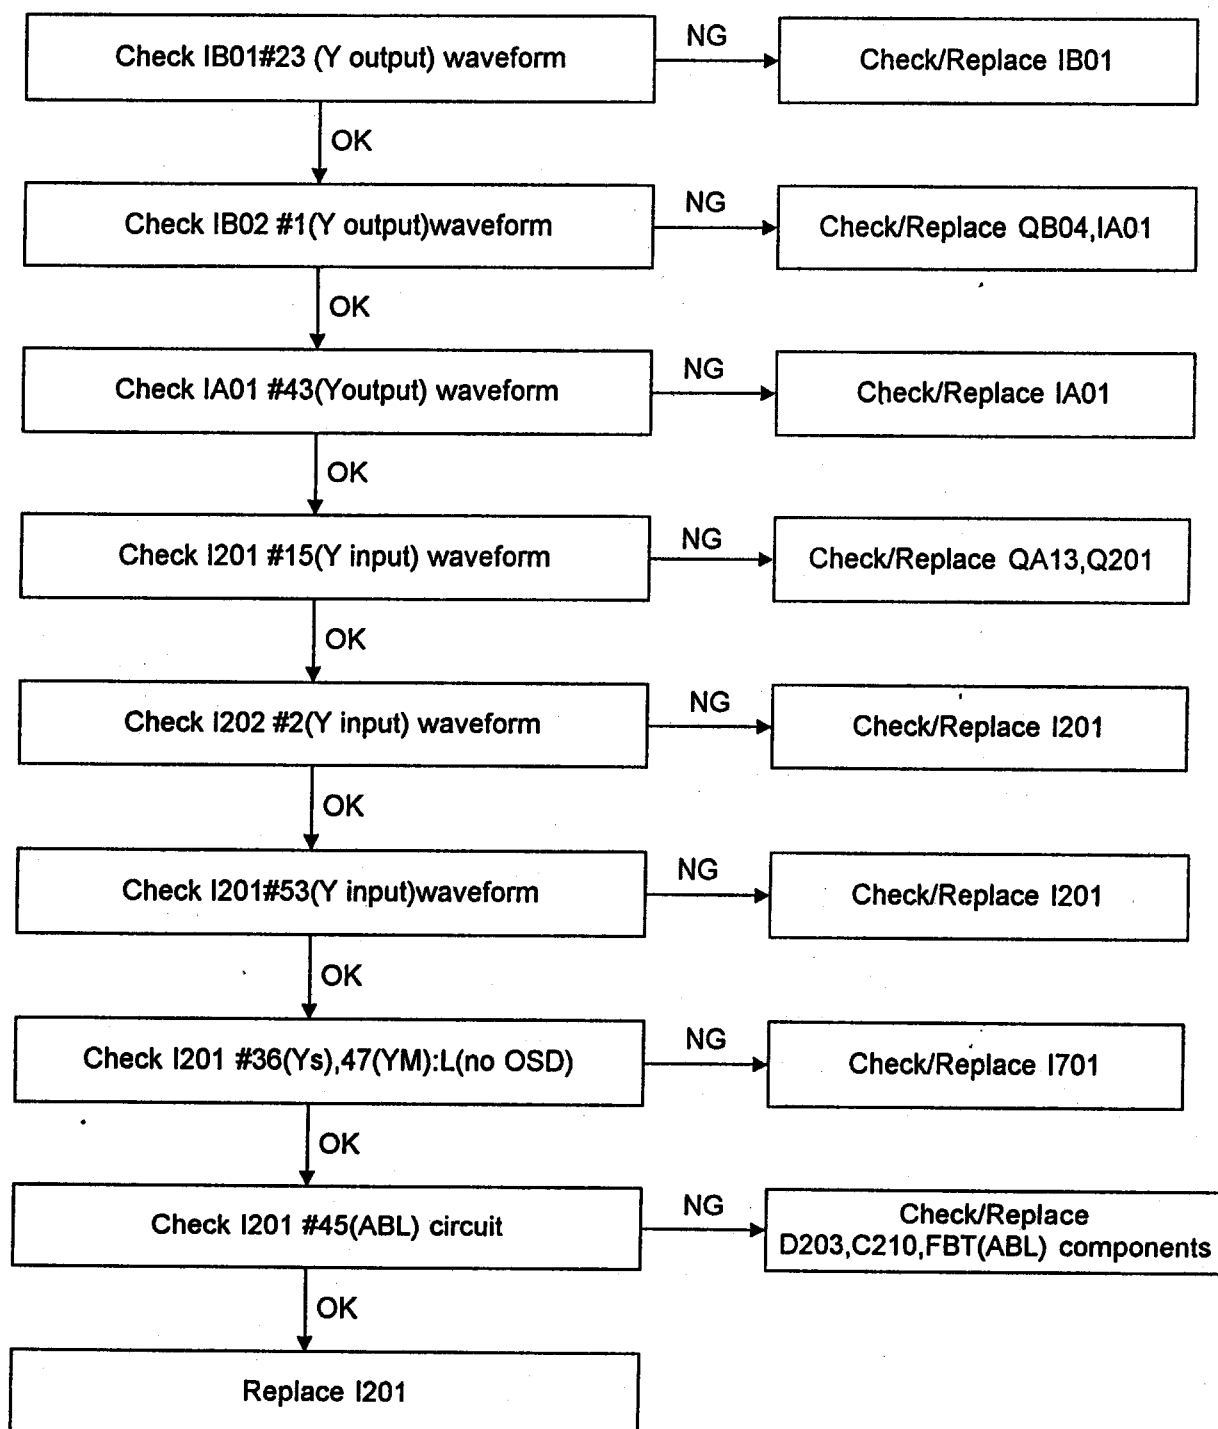 Check IB01#23 (Y output) waveform
NG
Check/Replace IB01
OK
Check IB02 #1(Y output)waveform
NG
Check/Replace QB04,IA01
OK
Check IA01 #43(Youtput) waveform
NG
Check/Replace IA01
OK
Check I201 #15(Y input) waveform
NG
Check/Replace QA13,Q201
OK
Check I202 #2(Y input) waveform
NG
Check/Replace I201
OK
Check I201#53(Y input)waveform
NG
Check/Replace I201
OK
Check I201 #36(Ys),47(YM):L(no OSD)
NG
Check/Replace I701
OK
Check I201 #45(ABL) circuit
NG
Check/Replace
D203,C210,FBT(ABL) components
OK
Replace I201